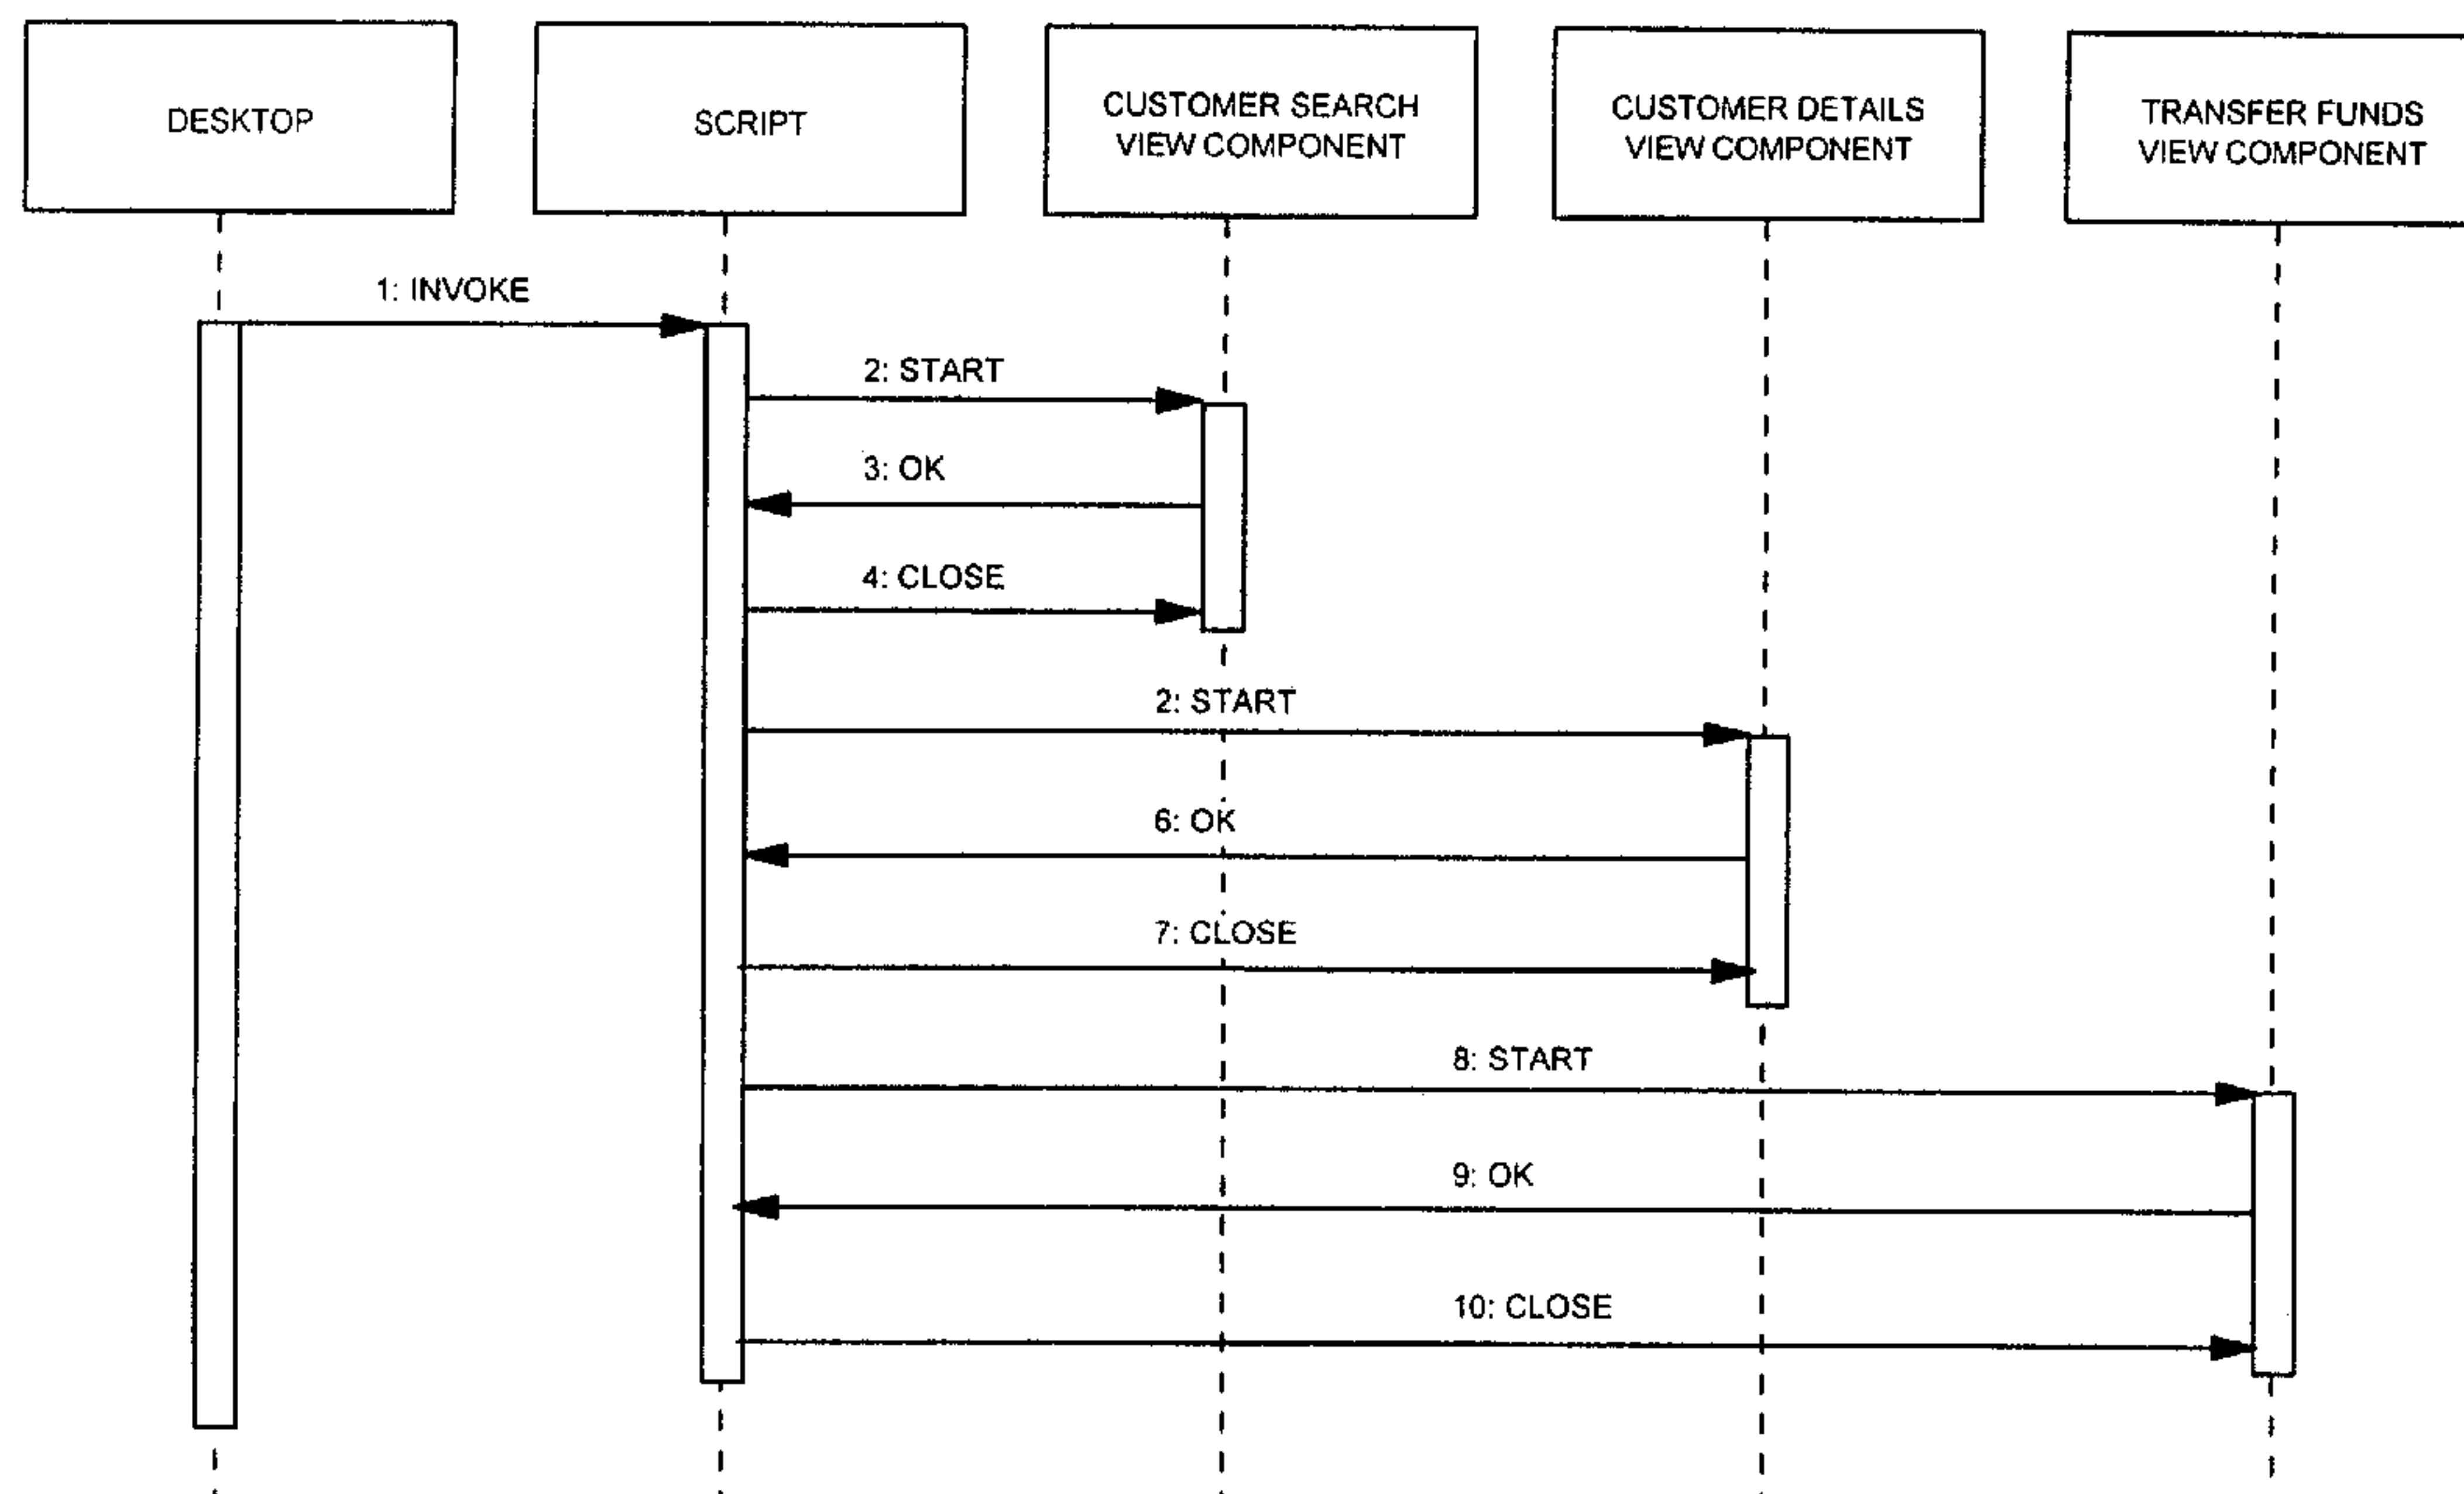 DESKTOP
SCRIPT
CUSTOMER SEARCH
VIEW COMPONENT
CUSTOMER DETAILS
VIEW COMPONENT
TRANSFER FUNDS
VIEW COMPONENT
1: INVOKE
2: START
3: OK
4: CLOSE
2: START
6: OK
7: CLOSE
8: START
9: OK
10: CLOSE